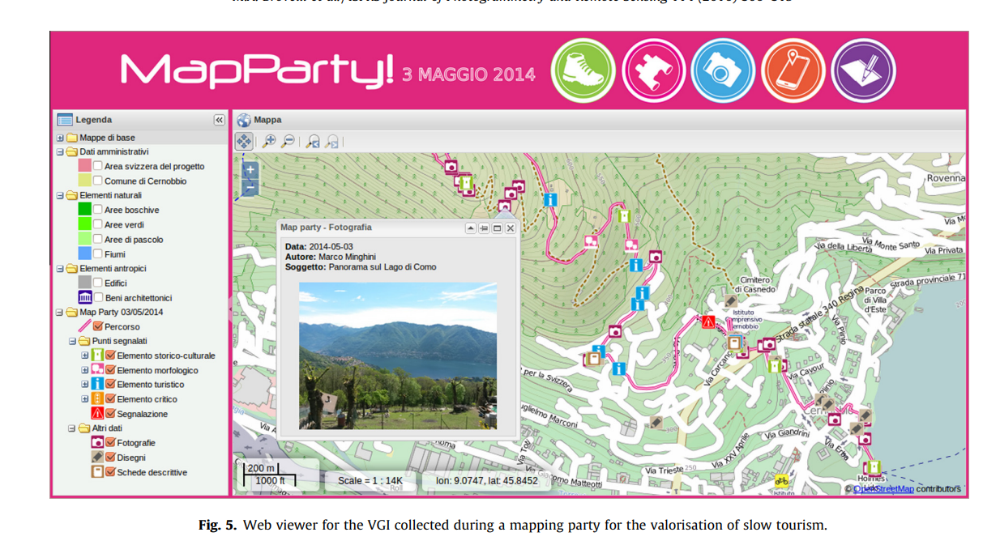 MapParty! 3 MAGGIO 2014
Legenda
Mappe di base
Dati amministrativi
Area svizzera del progetto
Comune di Cernobbio
Elementi naturali
Aree boschive
Aree verdi
Aree di pascolo
Fiumi
Elementi antropici
Edifici
Beni architettonici
Map Party 03/05/2014
Percorso
Punti segnalati
Elemento storico-culturale
Elemento morfologico
Elemento turistico
Elemento critico
Segnalazione
Altri dati
Fotografie
Disegni
Schede descrittive
Mappa
Map party - Fotografia
Data: 2014-05-03
Autore: Marco Minghini
Soggetto: Panorama sul Lago di Como
Rovenna
Via Monte Santo
Via della Libertà
Via Privata
Strada provinciale 71
Cimitero
di Casnedo
Parco
di Villa
d'Este
Istituto
Strada statale 340 Regina
Via Plinio
Via Carcano
Via Cavour
per la Svizzera
Guglielmo Marconi
Via Giandrini
Via XXV Aprile
Via Trieste
250
Via Giacomo Matteotti
200 m
1000 ft
Scale = 1 : 14K
lon: 9.0747, lat: 45.8452
© OpenStreetMap contributors
Fig. 5. Web viewer for the VGI collected during a mapping party for the valorisation of slow tourism.